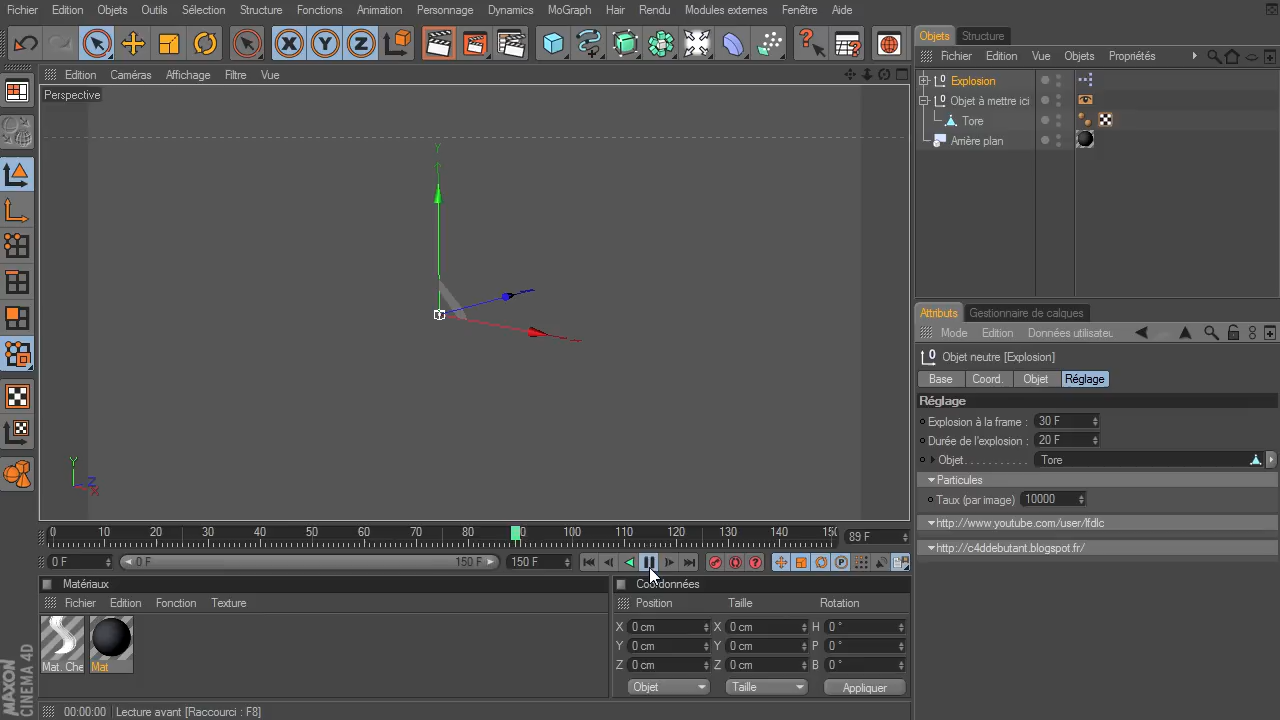 Fichier Edition Objets Outils Sélection Structure Fonctions Animation Personnage Dynamics MoGraph Hair Rendu Modules externes Fenêtre Aide
Objets Structure
Fichier Edition Vue Objets Propriétés
Edition Caméras Affichage Filtre Vue
Perspective
Explosion
Objet à mettre ici
Tore
Arrière plan
Y
Attributs Gestionnaire de calques
Mode Edition Données utilisateu
Objet neutre [Explosion]
Base Coord. Objet Réglage
Réglage
Explosion à la frame : 30 F
Durée de l'explosion : 20 F
Objet. . . . . . . . . . . Tore
Particules
Taux (par image) 10000
http://www.youtube.com/user/lfdlc
http://c4ddebutant.blogspot.fr/
Y
Z
X
0 10 20 30 40 50 60 70 80 90 100 110 120 130 140 15( 89 F
0 F 0 F 150 F 150 F
Matériaux
Fichier Edition Fonction Texture
Mat. Che Mat
Coordonnées
Position Taille Rotation
X 0 cm X 0 cm H 0 °
Y 0 cm Y 0 cm P 0 °
Z 0 cm Z 0 cm B 0 °
Objet Taille Appliquer
MAXON
CINEMA 4D
00:00:00 Lecture avant [Raccourci : F8]